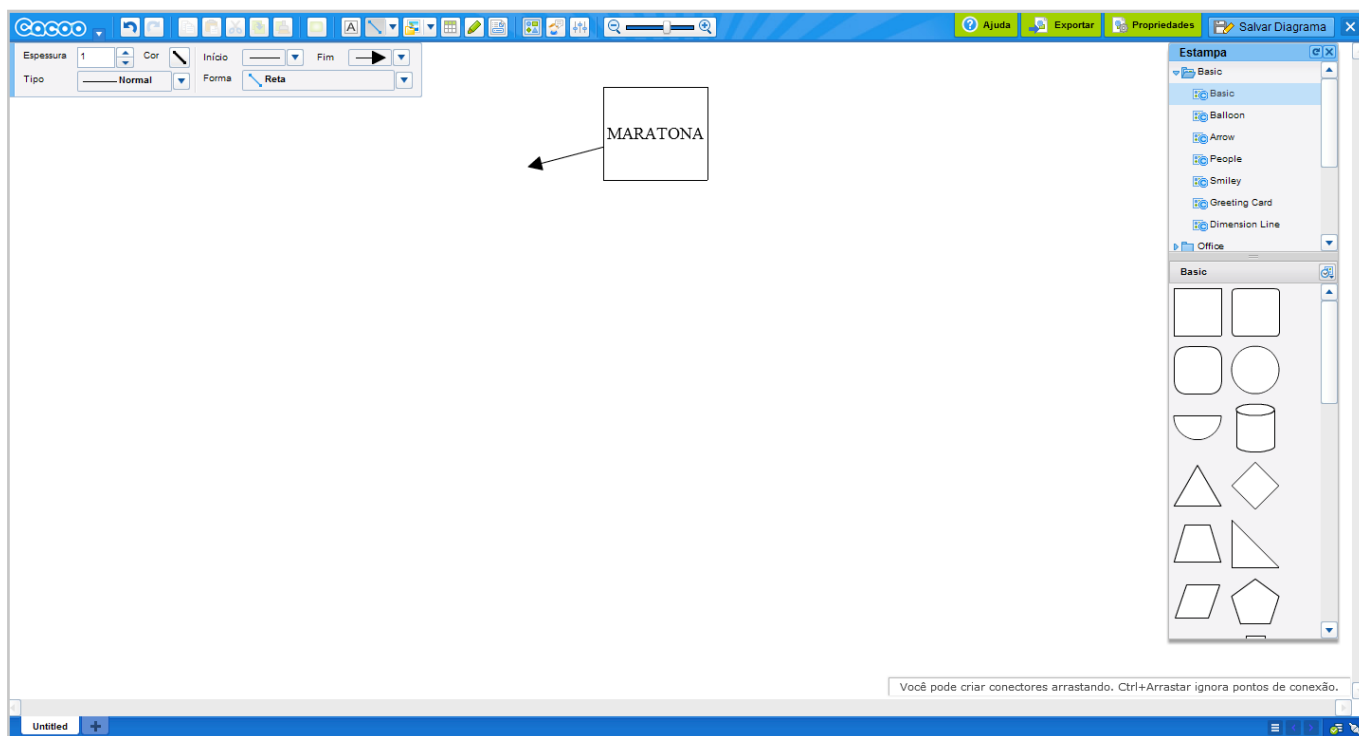 Cacoo
Ajuda
Exportar
Propriedades
Salvar Diagrama
Espessura 1 Cor Início Fim
Tipo Normal Forma Reta
MARATONA
Estampa
Basic
Basic
Balloon
Arrow
People
Smiley
Greeting Card
Dimension Line
Office
Basic
Você pode criar conectores arrastando. Ctrl+Arrastar ignora pontos de conexão.
Untitled